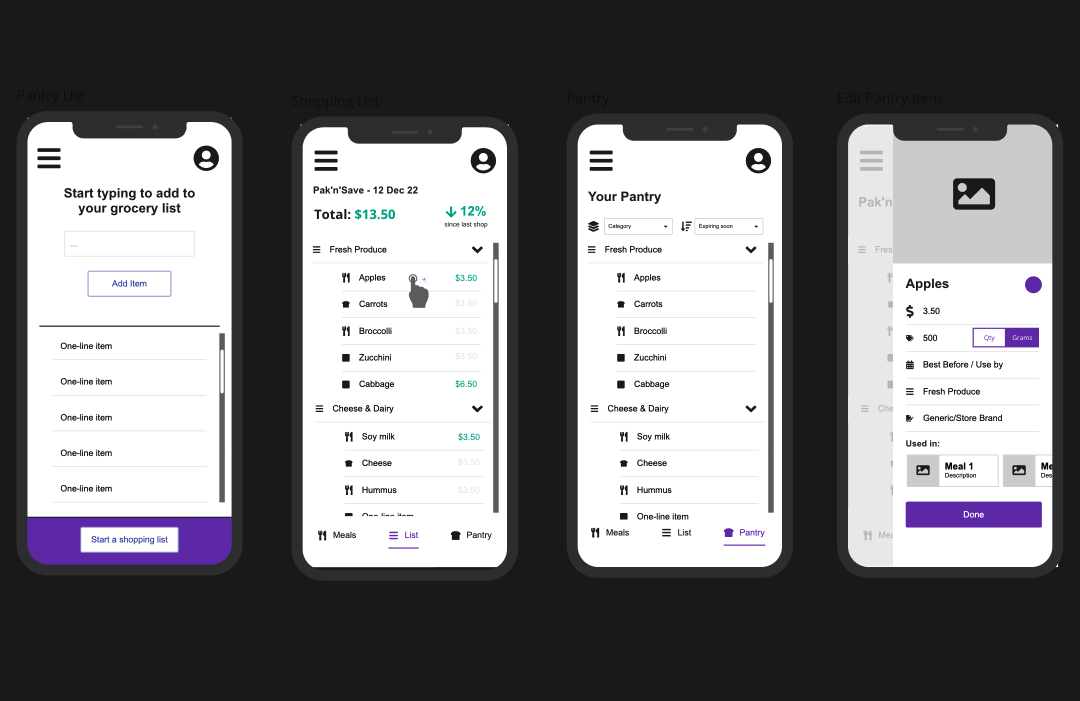 Pantry List
Start typing to add to
your grocery list
...
Add Item
One-line item
One-line item
One-line item
One-line item
One-line item
Start a shopping list
Shopping List
Pak'n'Save - 12 Dec 22
Total: $13.50
12%
since last shop
Fresh Produce
Apples $3.50
Carrots $3.50
Broccolli $3.50
Zucchini $3.50
Cabbage $6.50
Cheese & Dairy
Soy milk $3.50
Cheese $3.50
Hummus $3.50
One-line item
Meals List Pantry
Pantry
Your Pantry
Category Expiring soon
Fresh Produce
Apples
Carrots
Broccolli
Zucchini
Cabbage
Cheese & Dairy
Soy milk
Cheese
Hummus
One-line item
Meals List Pantry
Edit Pantry Item
Pak'n
Fres
Che
Mea
Apples
3.50
500 Qty Grams
Best Before / Use by
Fresh Produce
Generic/Store Brand
Used in:
Meal 1 Me
Description Des
Done